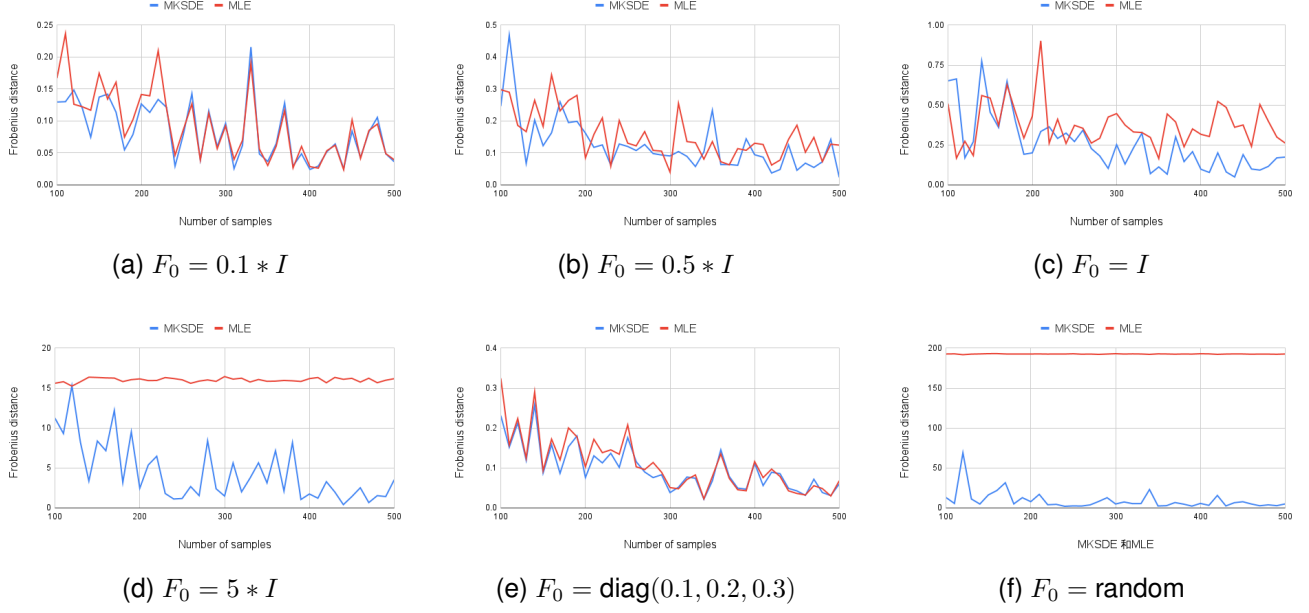 MKSDE MLE
Frobenius distance
0.25
0.20
0.15
0.10
0.05
0.00
100 200 300 400 500
Number of samples
(a) F₀ = 0.1 ∗ I
MKSDE MLE
Frobenius distance
0.5
0.4
0.3
0.2
0.1
0.0
100 200 300 400 500
Number of samples
(b) F₀ = 0.5 ∗ I
MKSDE MLE
Frobenius distance
1.00
0.75
0.50
0.25
0.00
100 200 300 400 500
Number of samples
(c) F₀ = I
MKSDE MLE
Frobenius distance
20
15
10
5
0
100 200 300 400 500
Number of samples
(d) F₀ = 5 ∗ I
MKSDE MLE
Frobenius distance
0.4
0.3
0.2
0.1
0.0
100 200 300 400 500
Number of samples
(e) F₀ = diag(0.1, 0.2, 0.3)
MKSDE MLE
Frobenius distance
200
150
100
50
0
100 200 300 400 500
MKSDE 和MLE
(f) F₀ = random